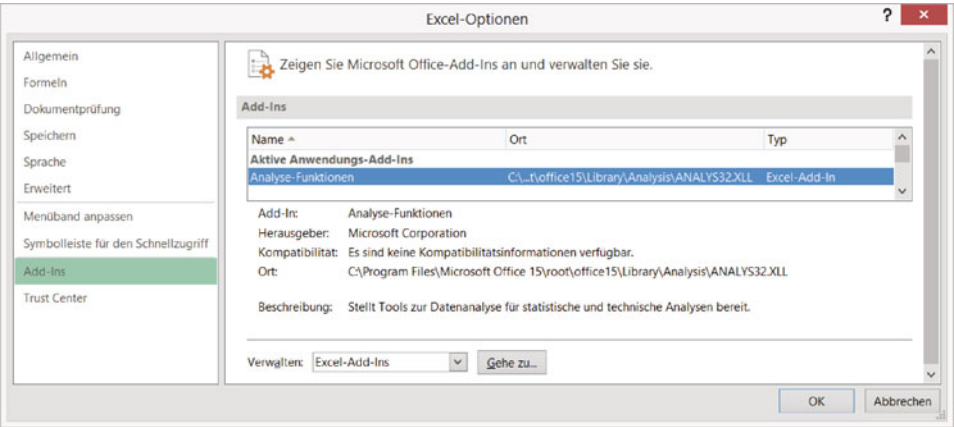 Excel-Optionen
?
Allgemein
Formeln
Dokumentprüfung
Speichern
Sprache
Erweitert
Menüband anpassen
Symbolleiste für den Schnellzugriff
Add-Ins
Trust Center
Zeigen Sie Microsoft Office-Add-Ins an und verwalten Sie sie.
Add-Ins
Name Ort Typ
Aktive Anwendungs-Add-Ins
Analyse-Funktionen C:\...t\office15\Library\Analysis\ANALYS32.XLL Excel-Add-In
Add-In: Analyse-Funktionen
Herausgeber: Microsoft Corporation
Kompatibilitat: Es sind keine Kompatibilitatsinformationen verfugbar.
Ort: C:\Program Files\Microsoft Office 15\root\office15\Library\Analysis\ANALYS32.XLL
Beschreibung: Stellt Tools zur Datenanalyse für statistische und technische Analysen bereit.
Verwalten: Excel-Add-Ins Gehe zu...
OK Abbrechen